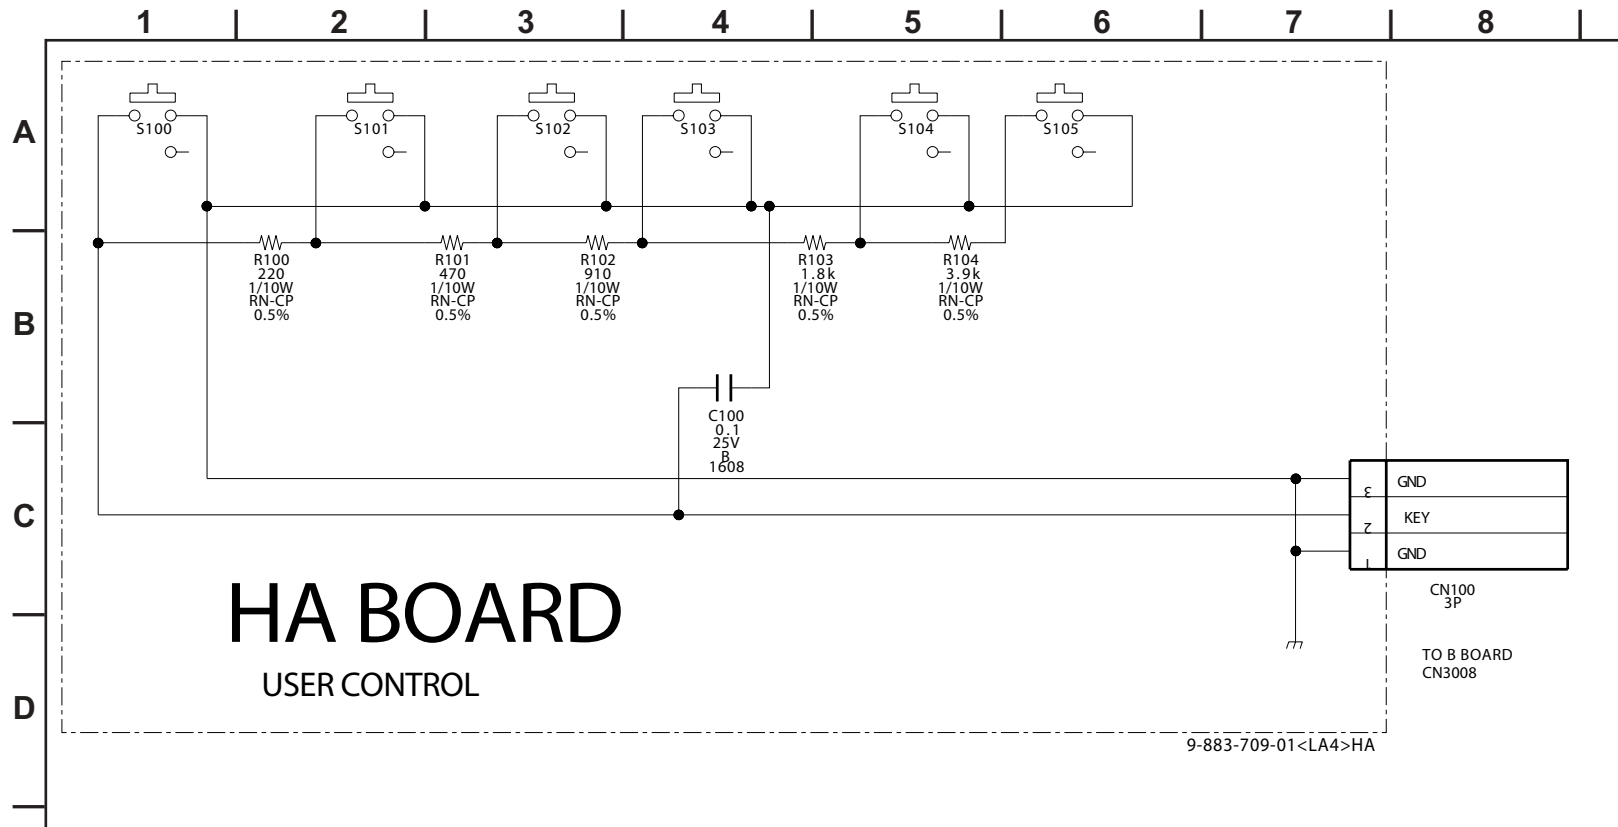 1 2 3 4 5 6 7 8
A
S100 S101 S102 S103 S104 S105
R100 R101 R102 R103 R104
220 470 910 1.8k 3.9k
1/10W 1/10W 1/10W 1/10W 1/10W
RN-CP RN-CP RN-CP RN-CP RN-CP
0.5% 0.5% 0.5% 0.5% 0.5%
B
C100
0.1
25V
B
1608
C
3 GND
2 KEY
1 GND
CN100
3P
HA BOARD
USER CONTROL
TO B BOARD
CN3008
D
9-883-709-01<LA4>HA